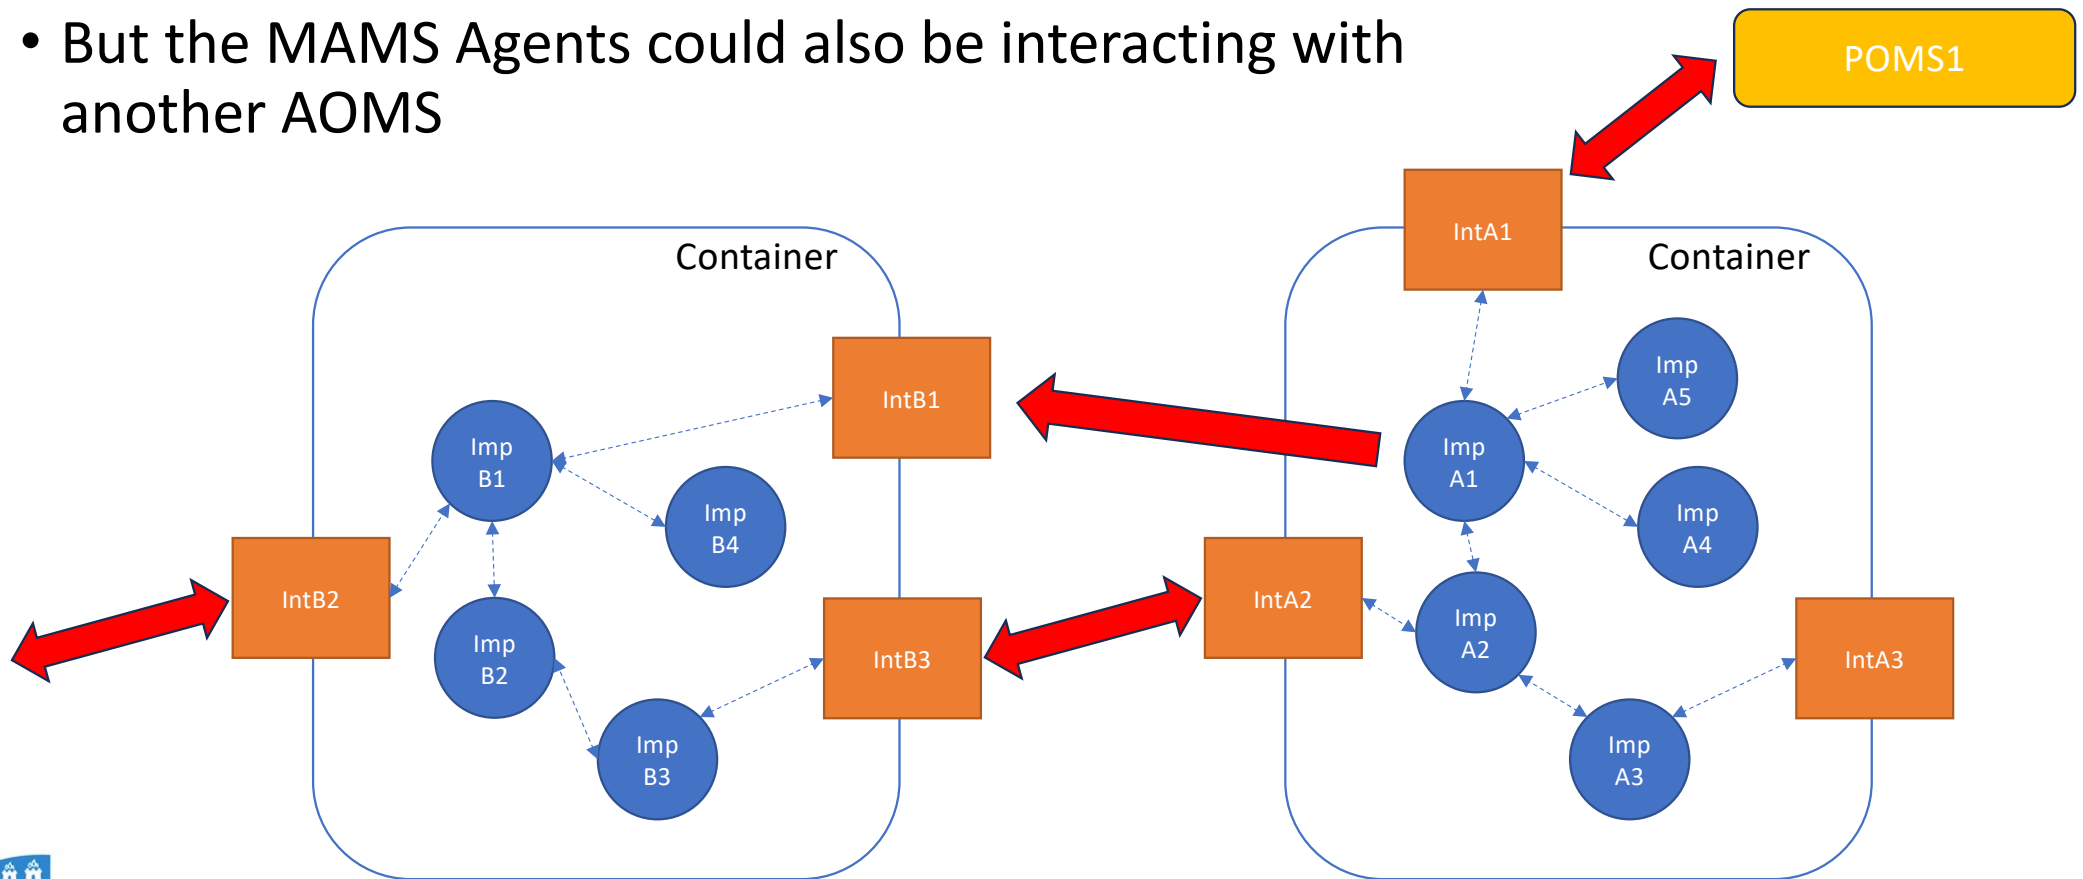 • But the MAMS Agents could also be interacting with
another AOMS
POMS1
IntA1
Container
Container
Imp
A5
IntB1
Imp
B1
Imp
A1
Imp
B4
Imp
A4
IntB2
IntA2
Imp
B2
IntB3
Imp
A2
IntA3
Imp
B3
Imp
A3